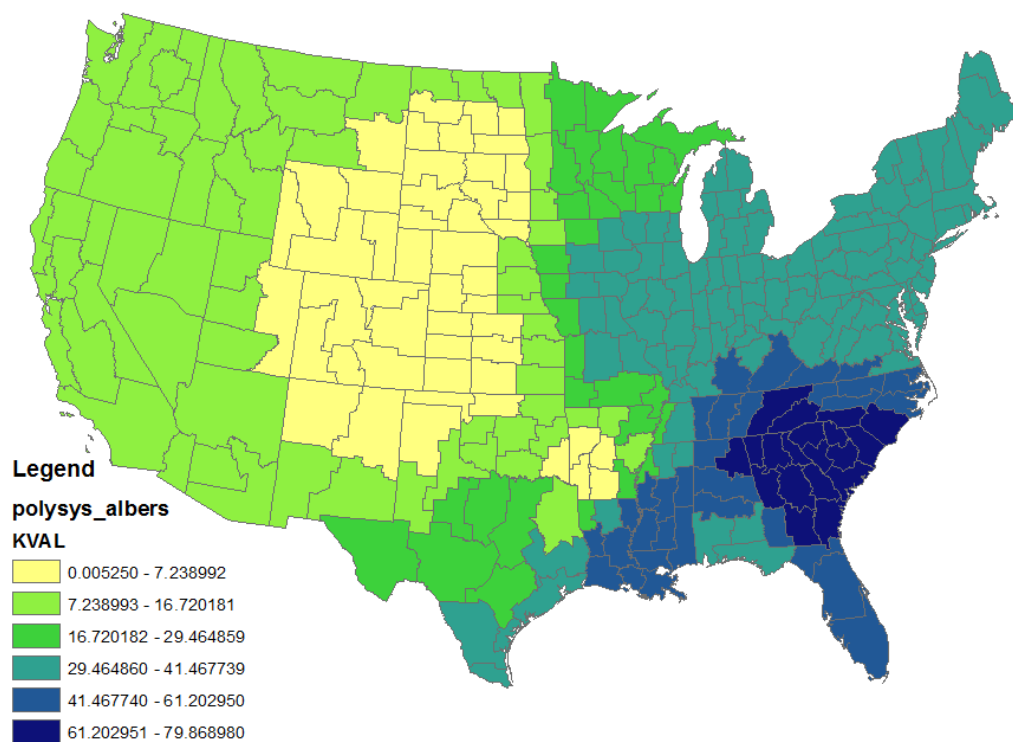 Legend
polysys_albers
KVAL
0.005250 - 7.238992
7.238993 - 16.720181
16.720182 - 29.464859
29.464860 - 41.467739
41.467740 - 61.202950
61.202951 - 79.868980